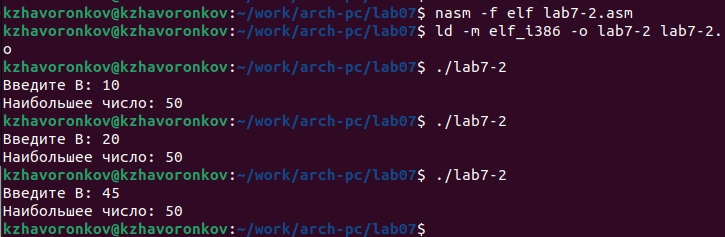 kzhavoronkov@kzhavoronkov:~/work/arch-pc/lab07$ nasm -f elf lab7-2.asm
kzhavoronkov@kzhavoronkov:~/work/arch-pc/lab07$ ld -m elf_i386 -o lab7-2 lab7-2.
o
kzhavoronkov@kzhavoronkov:~/work/arch-pc/lab07$ ./lab7-2
Введите B: 10
Наибольшее число: 50
kzhavoronkov@kzhavoronkov:~/work/arch-pc/lab07$ ./lab7-2
Введите B: 20
Наибольшее число: 50
kzhavoronkov@kzhavoronkov:~/work/arch-pc/lab07$ ./lab7-2
Введите B: 45
Наибольшее число: 50
kzhavoronkov@kzhavoronkov:~/work/arch-pc/lab07$